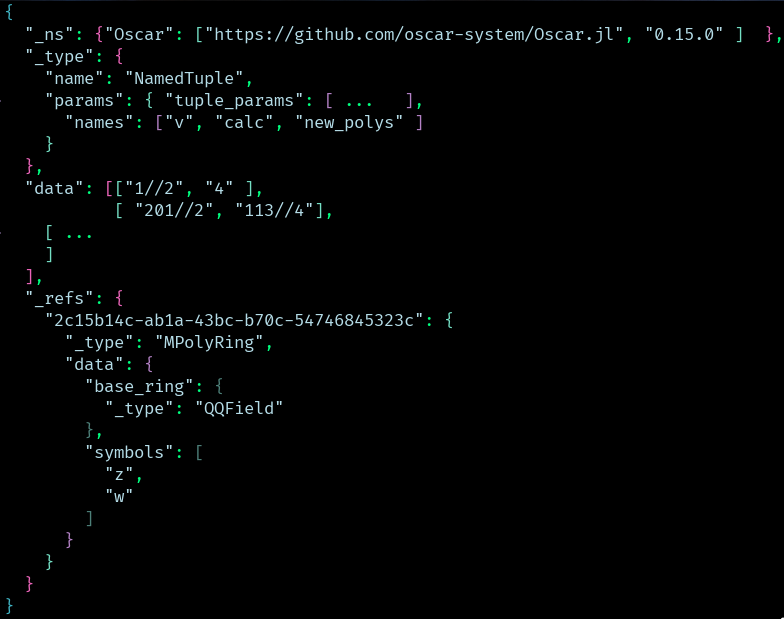 {
  "_ns": {"Oscar": ["https://github.com/oscar-system/Oscar.jl", "0.15.0" ]  },
  "_type": {
    "name": "NamedTuple",
    "params": { "tuple_params": [ ...   ],
      "names": ["v", "calc", "new_polys" ]
    }
  },
  "data": [["1//2", "4" ],
           [ "201//2", "113//4"],
    [ ...
    ]
  ],
  "_refs": {
    "2c15b14c-ab1a-43bc-b70c-54746845323c": {
      "_type": "MPolyRing",
      "data": {
        "base_ring": {
          "_type": "QQField"
        },
        "symbols": [
          "z",
          "w"
        ]
      }
    }
  }
}